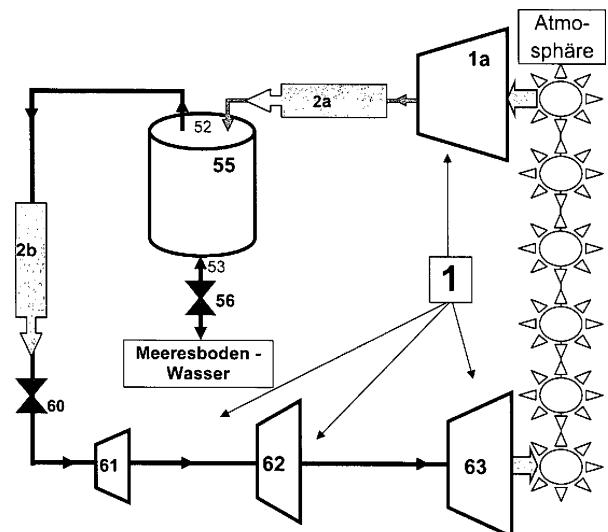 Atmo-
sphäre
1a
2a
52
55
2b
53
56
1
Meeresboden -
Wasser
60
61
62
63